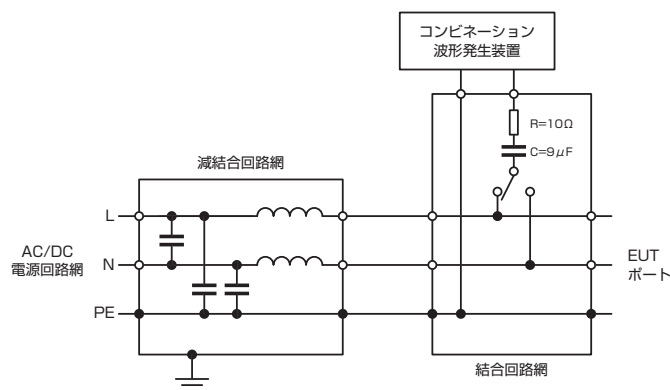 コンビネーション
波形発生装置
R=10Ω
C=9μF
減結合回路網
L
AC/DC
電源回路網
N
EUT
ポート
PE
結合回路網